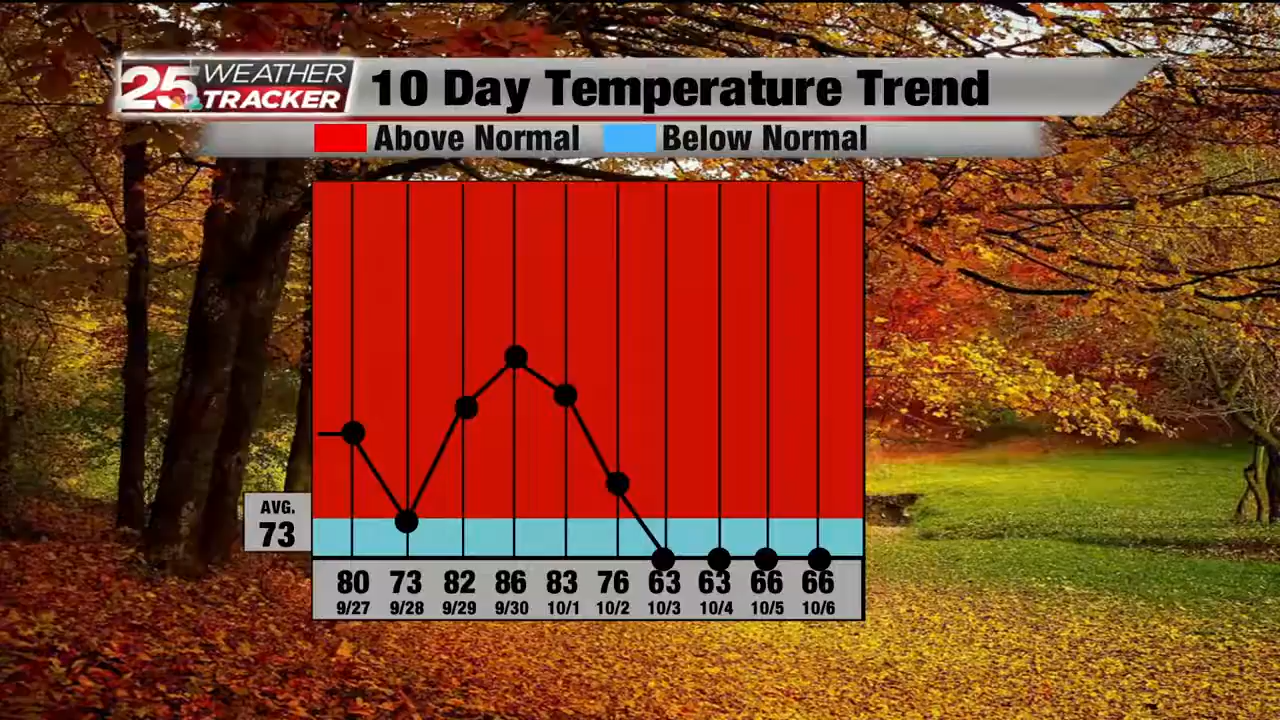 25 WEATHER TRACKER
10 Day Temperature Trend
Above Normal Below Normal
AVG.
73
80 73 82 86 83 76 63 63 66 66
9/27 9/28 9/29 9/30 10/1 10/2 10/3 10/4 10/5 10/6